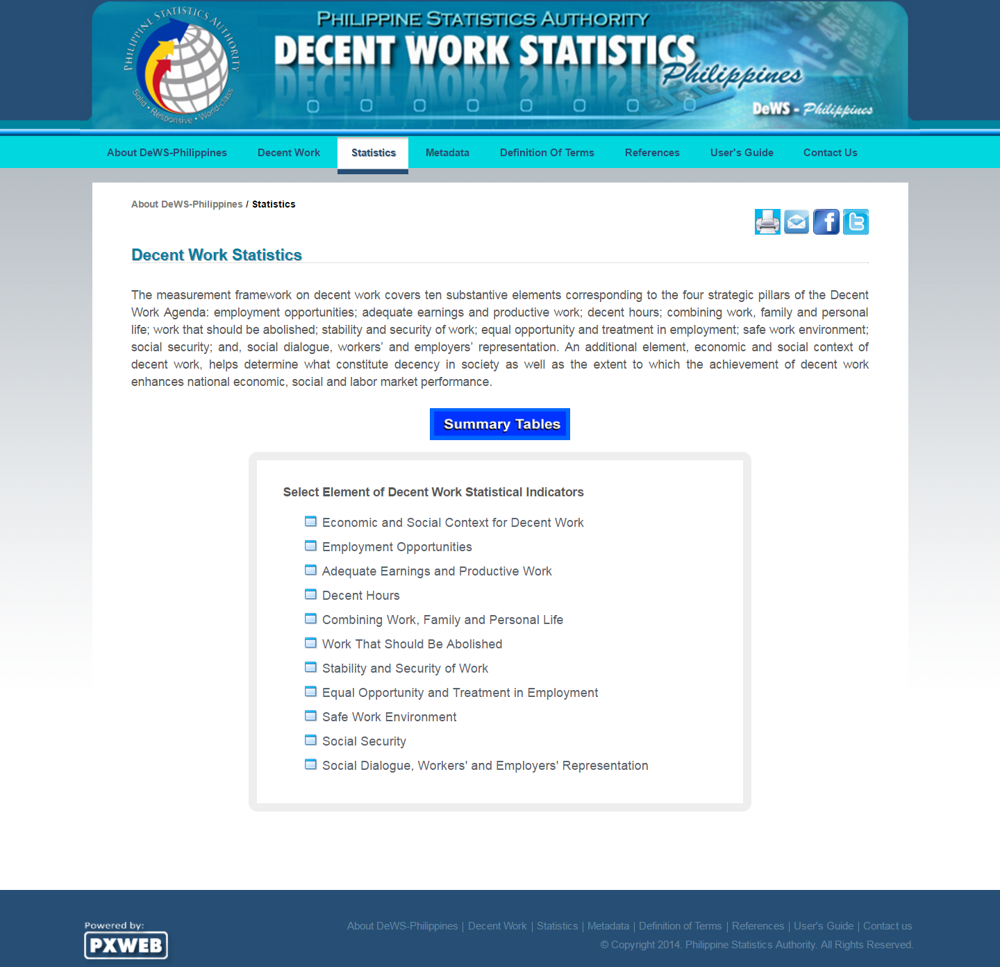 PHILIPPINE STATISTICS AUTHORITY
Solid • Responsive • World-class
PHILIPPINE STATISTICS AUTHORITY
DECENT WORK STATISTICS
Philippines
DeWS - Philippines
About DeWS-Philippines Decent Work Statistics Metadata Definition Of Terms References User's Guide Contact Us
About DeWS-Philippines / Statistics
Decent Work Statistics
The measurement framework on decent work covers ten substantive elements corresponding to the four strategic pillars of the Decent
Work Agenda: employment opportunities; adequate earnings and productive work; decent hours; combining work, family and personal
life; work that should be abolished; stability and security of work; equal opportunity and treatment in employment; safe work environment;
social security; and, social dialogue, workers’ and employers’ representation. An additional element, economic and social context of
decent work, helps determine what constitute decency in society as well as the extent to which the achievement of decent work
enhances national economic, social and labor market performance.
Summary Tables
Select Element of Decent Work Statistical Indicators
Economic and Social Context for Decent Work
Employment Opportunities
Adequate Earnings and Productive Work
Decent Hours
Combining Work, Family and Personal Life
Work That Should Be Abolished
Stability and Security of Work
Equal Opportunity and Treatment in Employment
Safe Work Environment
Social Security
Social Dialogue, Workers' and Employers' Representation
Powered by:
PXWEB
About DeWS-Philippines | Decent Work | Statistics | Metadata | Definition of Terms | References | User's Guide | Contact us
© Copyright 2014. Philippine Statistics Authority. All Rights Reserved.